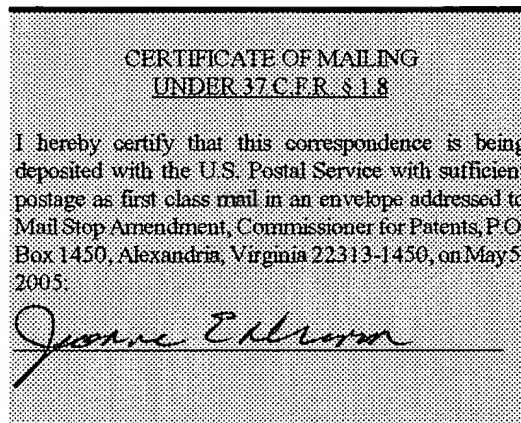 CERTIFICATE OF MAILING
UNDER 37 C.F.R. § 1.8
I hereby certify that this correspondence is being
deposited with the U.S. Postal Service with sufficient
postage as first class mail in an envelope addressed to
Mail Stop Amendment, Commissioner for Patents, P O
Box 1450, Alexandria, Virginia 22313-1450, on May 5
2005.